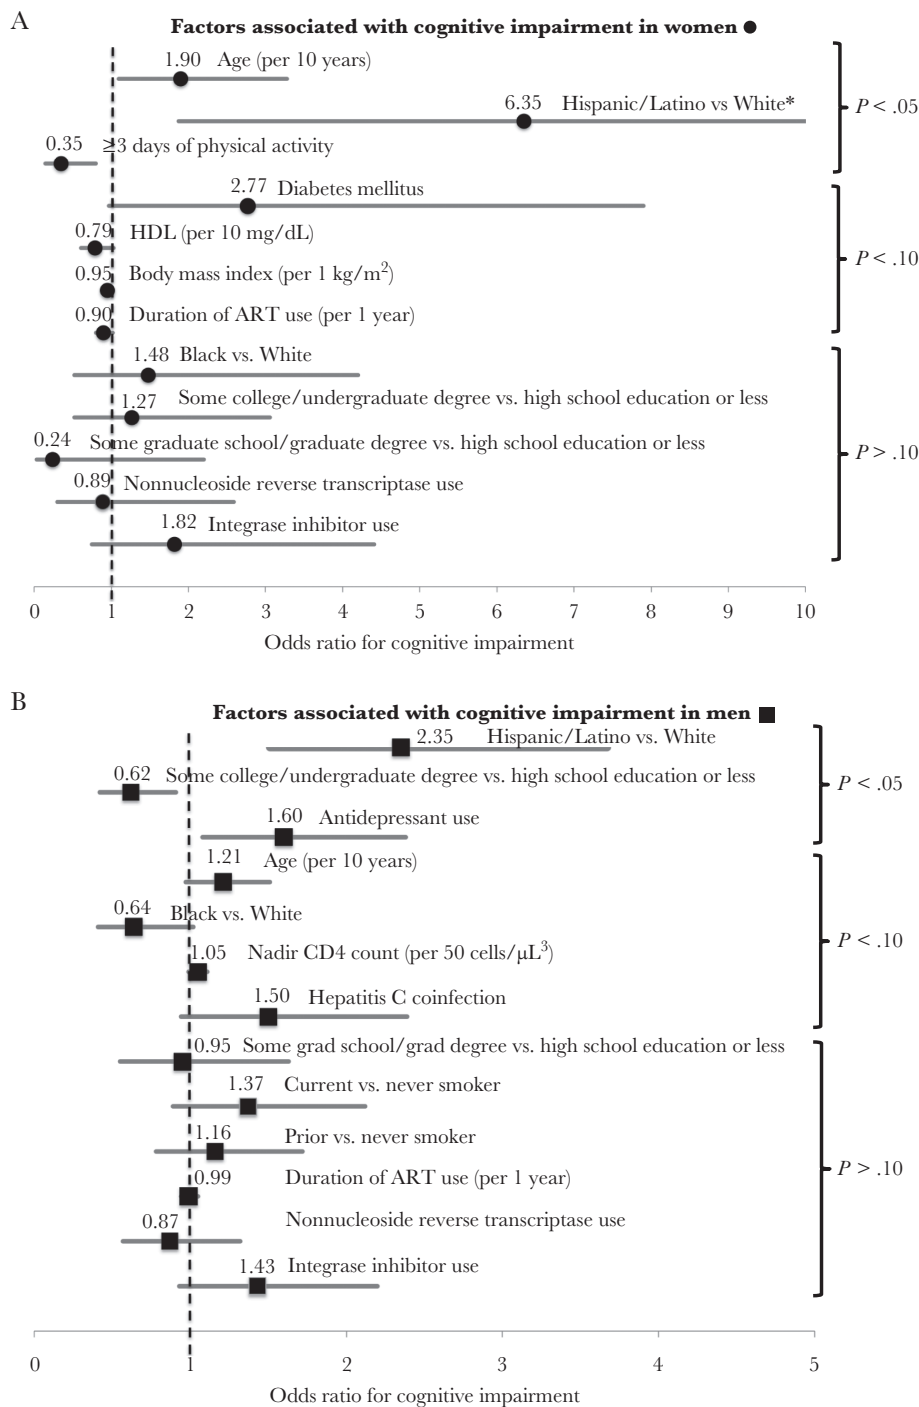 A
Factors associated with cognitive impairment in women
1.90 Age (per 10 years)
6.35 Hispanic/Latino vs White*
P < .05
0.35 ≥3 days of physical activity
2.77 Diabetes mellitus
0.79 HDL (per 10 mg/dL)
P < .10
0.95 Body mass index (per 1 kg/m²)
0.90 Duration of ART use (per 1 year)
1.48 Black vs. White
1.27 Some college/undergraduate degree vs. high school education or less
0.24 Some graduate school/graduate degree vs. high school education or less
P > .10
0.89 Nonnucleoside reverse transcriptase use
1.82 Integrase inhibitor use
0 1 2 3 4 5 6 7 8 9 10
Odds ratio for cognitive impairment
B
Factors associated with cognitive impairment in men
2.35 Hispanic/Latino vs. White
0.62 Some college/undergraduate degree vs. high school education or less
P < .05
1.60 Antidepressant use
1.21 Age (per 10 years)
0.64 Black vs. White
P < .10
1.05 Nadir CD4 count (per 50 cells/μL³)
1.50 Hepatitis C coinfection
0.95 Some grad school/grad degree vs. high school education or less
1.37 Current vs. never smoker
1.16 Prior vs. never smoker
P > .10
0.99 Duration of ART use (per 1 year)
0.87 Nonnucleoside reverse transcriptase use
1.43 Integrase inhibitor use
0 1 2 3 4 5
Odds ratio for cognitive impairment